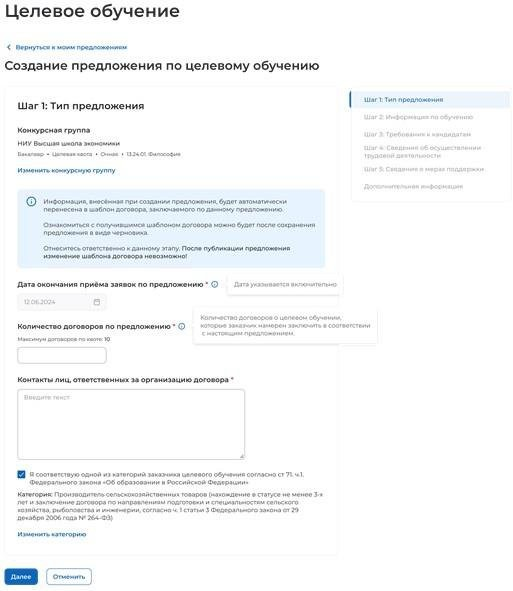 Целевое обучение
Вернуться к моим предложениям
Создание предложения по целевому обучению
Шаг 1: Тип предложения
Конкурсная группа
НИУ Высшая школа экономики
Бакалавр • Целевая квота • Очная • 13.24.01. Философия
Изменить конкурсную группу
Информация, внесённая при создании предложения, будет автоматически
перенесена в шаблон договора, заключаемого по данному предложению.
Ознакомиться с получившимся шаблоном договора можно будет после сохранения
предложения в виде черновика.
Отнеситесь ответственно к данному этапу. После публикации предложения
изменение шаблона договора невозможно!
Дата окончания приёма заявок по предложению *
Дата указывается включительно
12.06.2024
Количество договоров по предложению *
Количество договоров о целевом обучении,
которые заказчик намерен заключить в соответствии
с настоящим предложением.
Максимум договоров по квоте: 10
Контакты лиц, ответственных за организацию договора *
Введите текст
Я соответствую одной из категорий заказчика целевого обучения согласно ст 71. ч.1.
Федерального закона «Об образовании в Российской Федерации»
Категория: Производитель сельскохозяйственных товаров (нахождение в статусе не менее 3-х
лет и заключение договора по направлениям подготовки и специальностям сельского
хозяйства, рыболовства и инженерии, согласно ч. 1 статьи 3 Федерального закона от 29
декабря 2006 года № 264-ФЗ)
Изменить категорию
Далее
Отменить
Шаг 1: Тип предложения
Шаг 2: Информация по обучению
Шаг 3: Требования к кандидатам
Шаг 4: Сведения об осуществлении
трудовой деятельности
Шаг 5: Сведения о мерах поддержки
Дополнительная информация